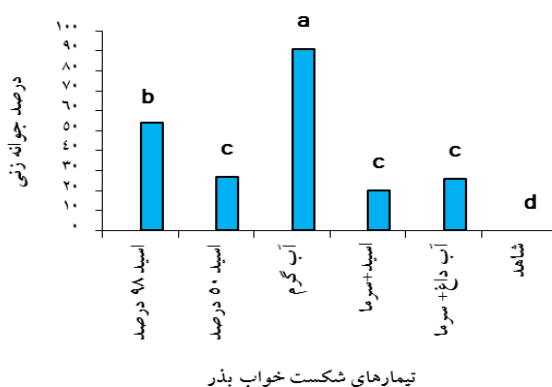 درصد جوانه زنی
۱۰۰
۹۰
۸۰
۷۰
۶۰
۵۰
۴۰
۳۰
۲۰
۱۰
۰
b
c
a
c
c
d
اسید ۹۸ درصد
اسید ۵۰ درصد
آب گرم
اسید+سرما
آب داغ+ سرما
شاهد
تیمارهای شکست خواب بذر